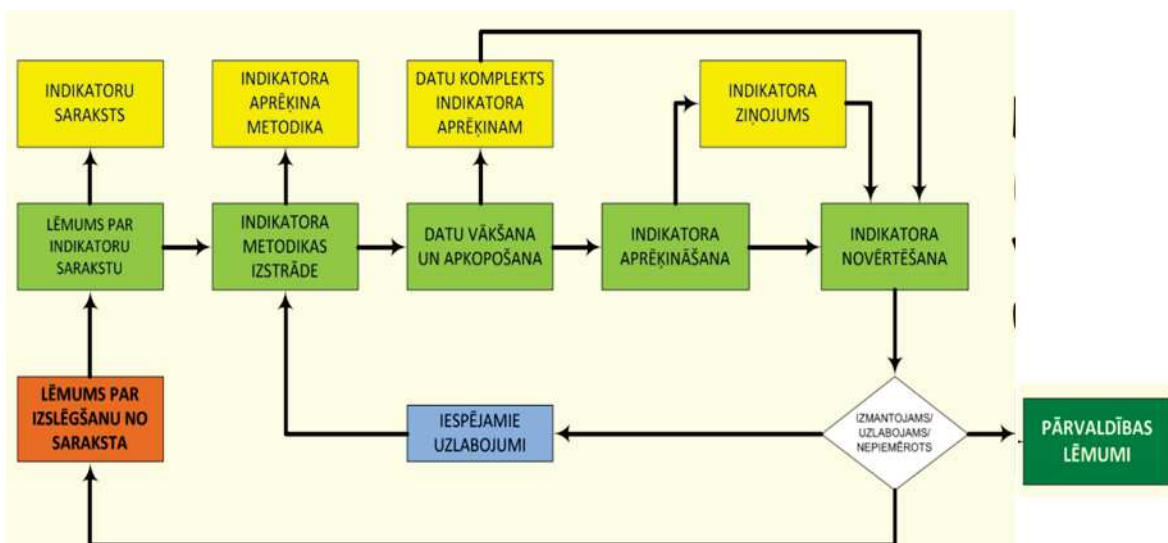 INDIKATORU
SARAKSTS
INDIKATORA
APRĒĶINA
METODIKA
DATU KOMPLEKTS
INDIKATORA
APRĒĶINAM
INDIKATORA
ZIŅOJUMS
LĒMUMS PAR
INDIKATORU
SARAKSTU
INDIKATORA
METODIKAS
IZSTRĀDE
DATU VĀKŠANA
UN APKOPOŠANA
INDIKATORA
APRĒĶINĀŠANA
INDIKATORA
NOVĒRTĒŠANA
LĒMUMS PAR
IZSLĒGŠANU NO
SARAKSTA
IESPĒJAMIE
UZLABOJUMI
IZMANTOJAMS/
UZLABOJAMS/
NEPIEMĒROTS
PĀRVALDĪBAS
LĒMUMI